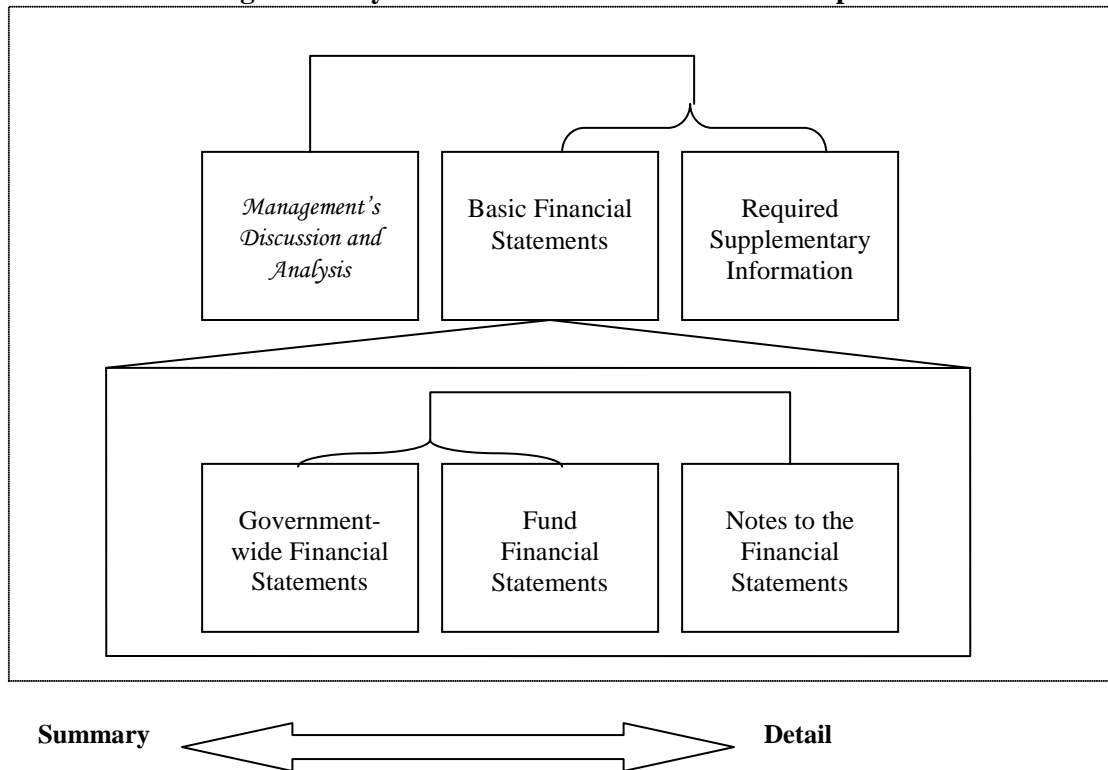 Management's
Discussion and
Analysis
Basic Financial
Statements
Required
Supplementary
Information
Government-
wide Financial
Statements
Fund
Financial
Statements
Notes to the
Financial
Statements
Summary
Detail